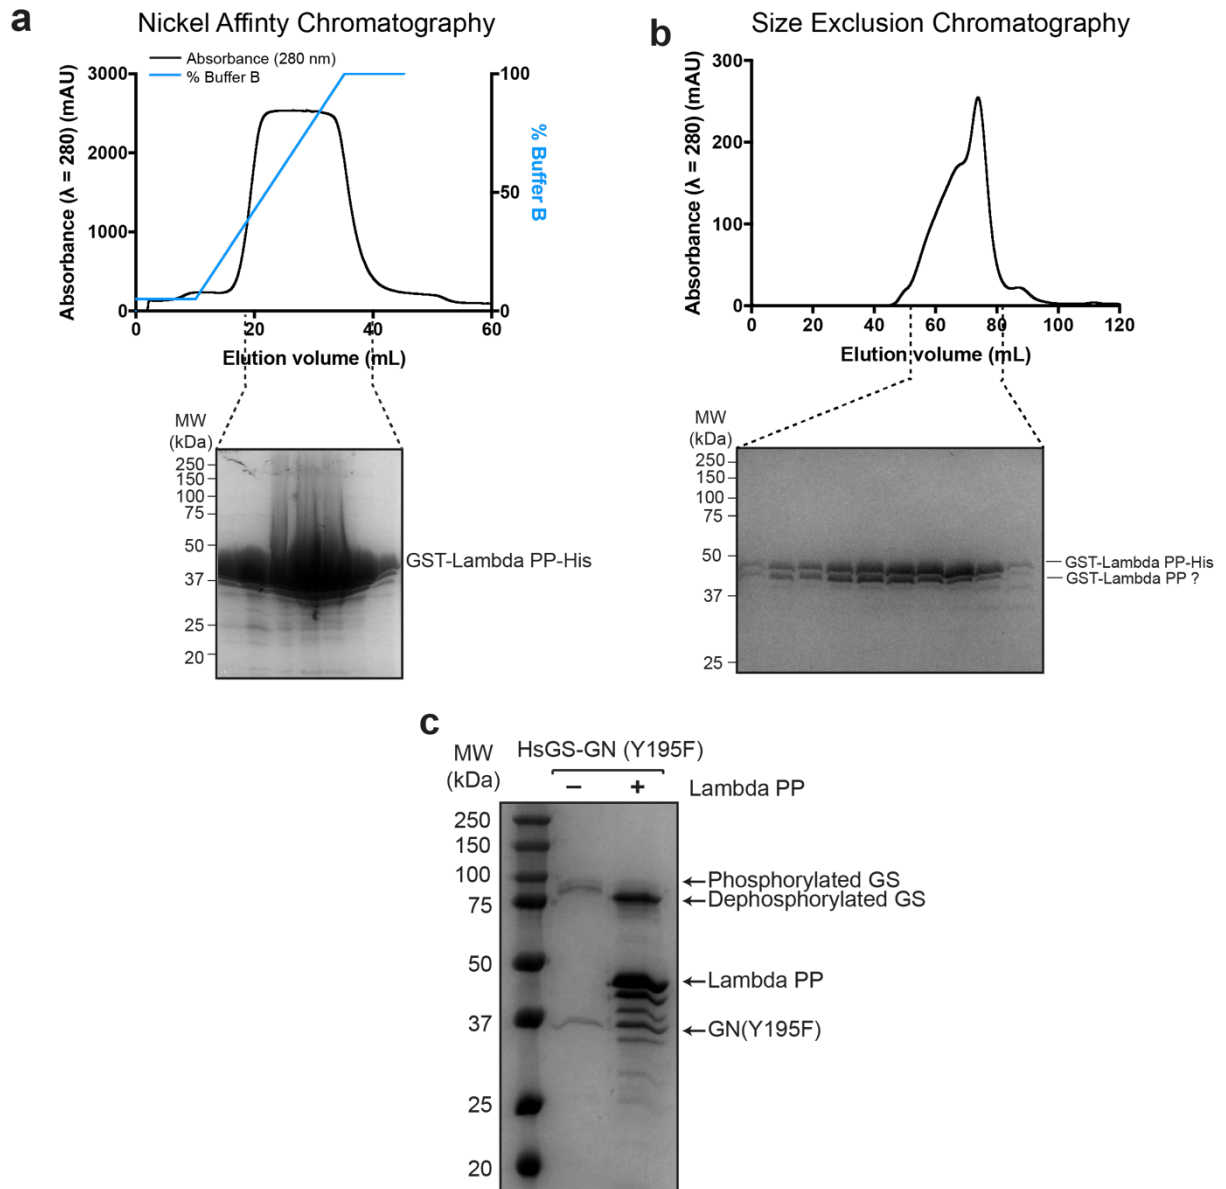 a
Nickel Affinty Chromatography
Absorbance (280 nm)
% Buffer B
Absorbance (λ = 280) (mAU)
3000
2000
1000
0
100
50
0
% Buffer B
0 20 40 60
Elution volume (mL)
MW
(kDa)
250
150
100
75
50
37
25
20
GST-Lambda PP-His
b
Size Exclusion Chromatography
Absorbance (λ = 280) (mAU)
300
200
100
0
0 20 40 60 80 100 120
Elution volume (mL)
MW
(kDa)
250
150
100
75
50
37
25
GST-Lambda PP-His
GST-Lambda PP ?
c
MW
(kDa)
HsGS-GN (Y195F)
– + Lambda PP
250
150
100
75
50
37
25
20
Phosphorylated GS
Dephosphorylated GS
Lambda PP
GN(Y195F)